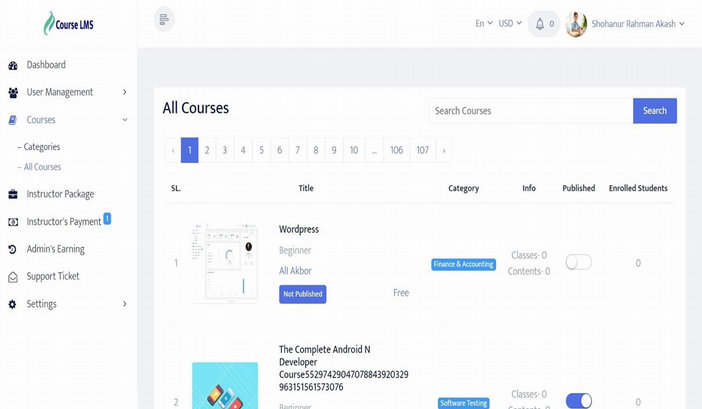 Course LMS
En
USD
0
Shohanur Rahman Akash
Dashboard
User Management
Courses
– Categories
– All Courses
Instructor Package
Instructor's Payment 1
Admin's Earning
Support Ticket
Settings
All Courses
Search Courses
Search
‹ 1 2 3 4 5 6 7 8 9 10 ... 106 107 ›
SL. Title Category Info Published Enrolled Students
1
Wordpress
Beginner
All Akbor
Not Published
Free
Finance & Accounting
Classes- 0
Contents- 0
0
2
The Complete Android N
Developer
Course55297429047078843920329
963151561573076
Beginner
Software Testing
Classes- 0
Contents- 0
0